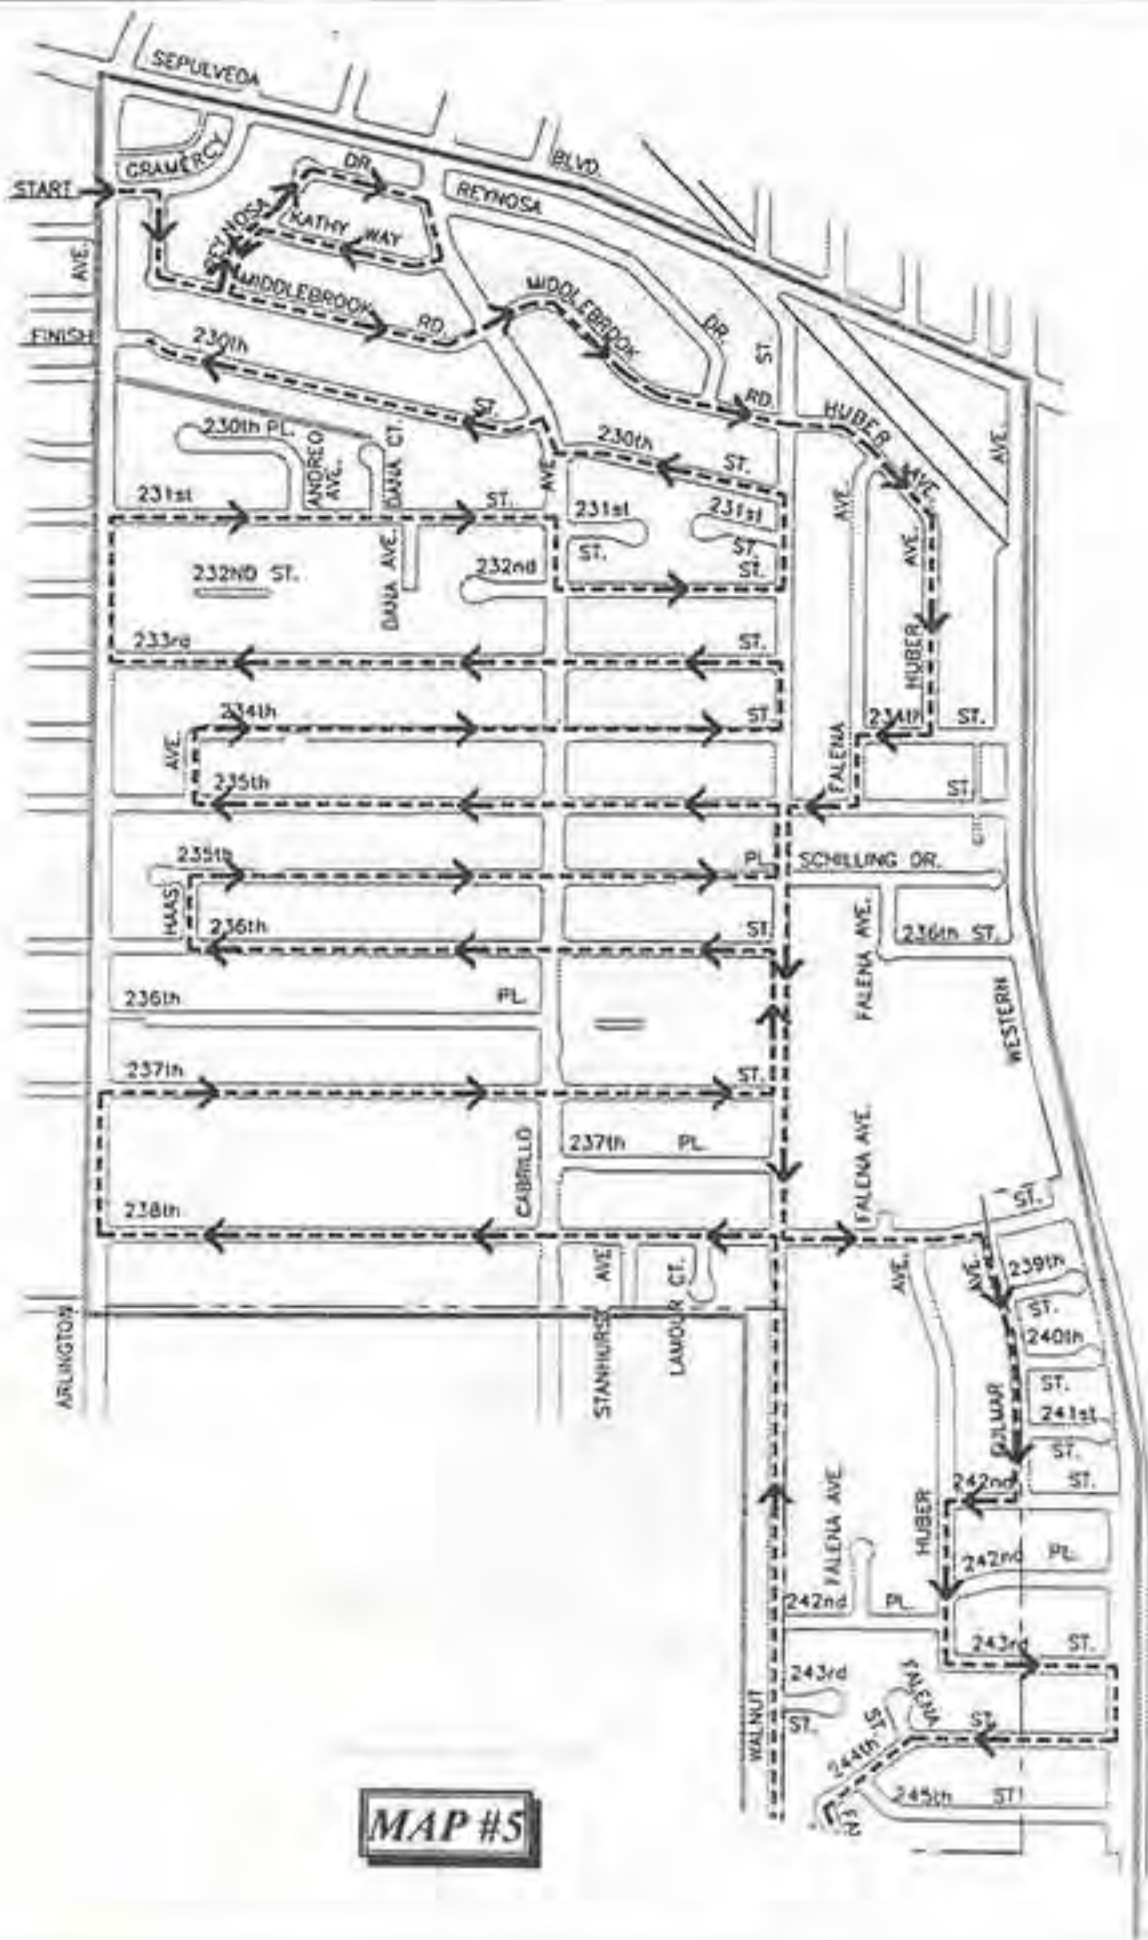 SEPULVEDA
BLVD.
GRAMERCY
DR.
START
REYNOSA
REYNOSA
KATHY WAY
AVE.
MIDDLEBROOK
RD.
MIDDLEBROOK
DR.
ST.
FINISH
230th
ST.
RD.
HUBER
AVE.
AVE.
230th PL.
ANDREO
AVE.
DANA CT.
AVE.
230th
ST.
231st
ST.
231st
ST.
231st
ST.
AVE.
AVE.
232ND ST.
DANA AVE.
232nd
ST.
233rd
ST.
HUBER
234th
ST.
234th
ST.
AVE.
FALENA
235th
ST.
235th
PL.
SCHILLING DR.
HAAS
236th
ST.
FALENA AVE.
236th ST.
236th
PL.
WESTERN
237th
ST.
237th PL.
CABRILLO
FALENA AVE.
238th
ST.
STANHURST AVE
LAMOUR CT.
AVE.
AVE.
239th
ST.
240th
ST.
241st
ST.
ARLINGTON
242nd
ST.
FALENA AVE.
HUBER
242nd PL.
242nd PL.
243rd
ST.
243rd
ST.
WALNUT
FALENA
ST.
244th
ST.
245th ST.
MAP #5